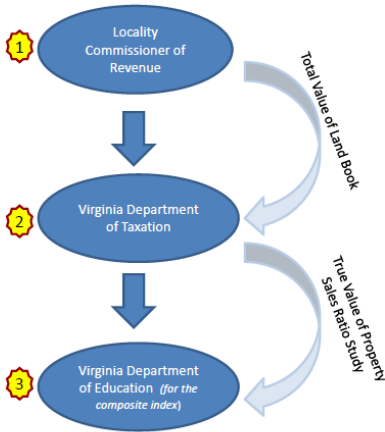 1
Locality
Commissioner of
Revenue
Total Value of Land Book
2
Virginia Department
of Taxation
True Value of Property
Sales Ratio Study
3
Virginia Department
of Education (for the
composite index)